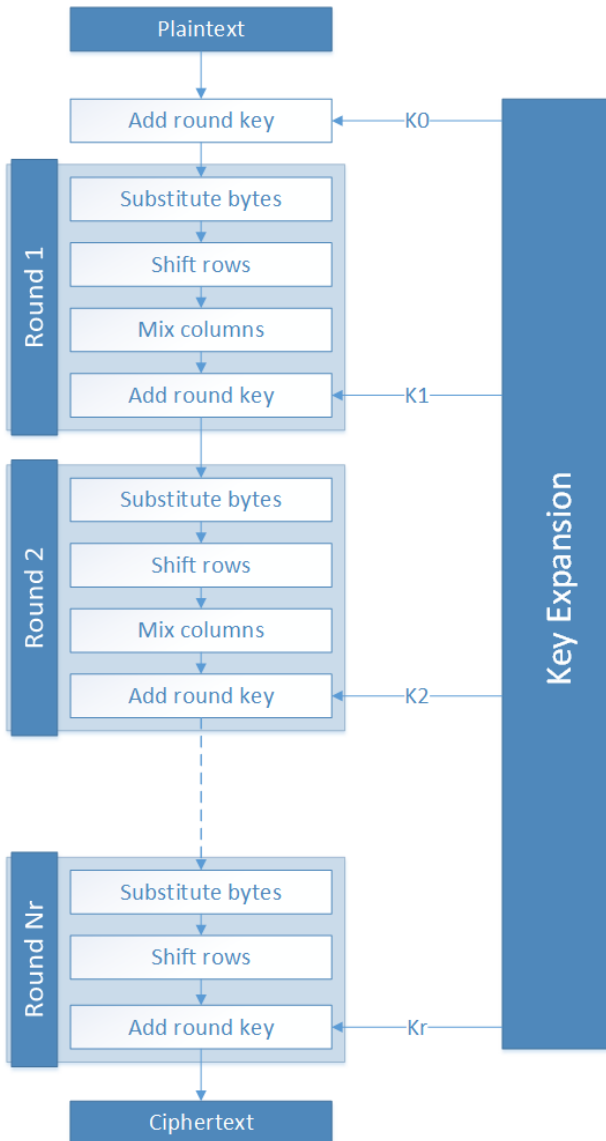 Plaintext
Add round key
K0
Round 1
Substitute bytes
Shift rows
Mix columns
Add round key
K1
Round 2
Substitute bytes
Shift rows
Mix columns
Add round key
K2
Key Expansion
Round Nr
Substitute bytes
Shift rows
Add round key
Kr
Ciphertext